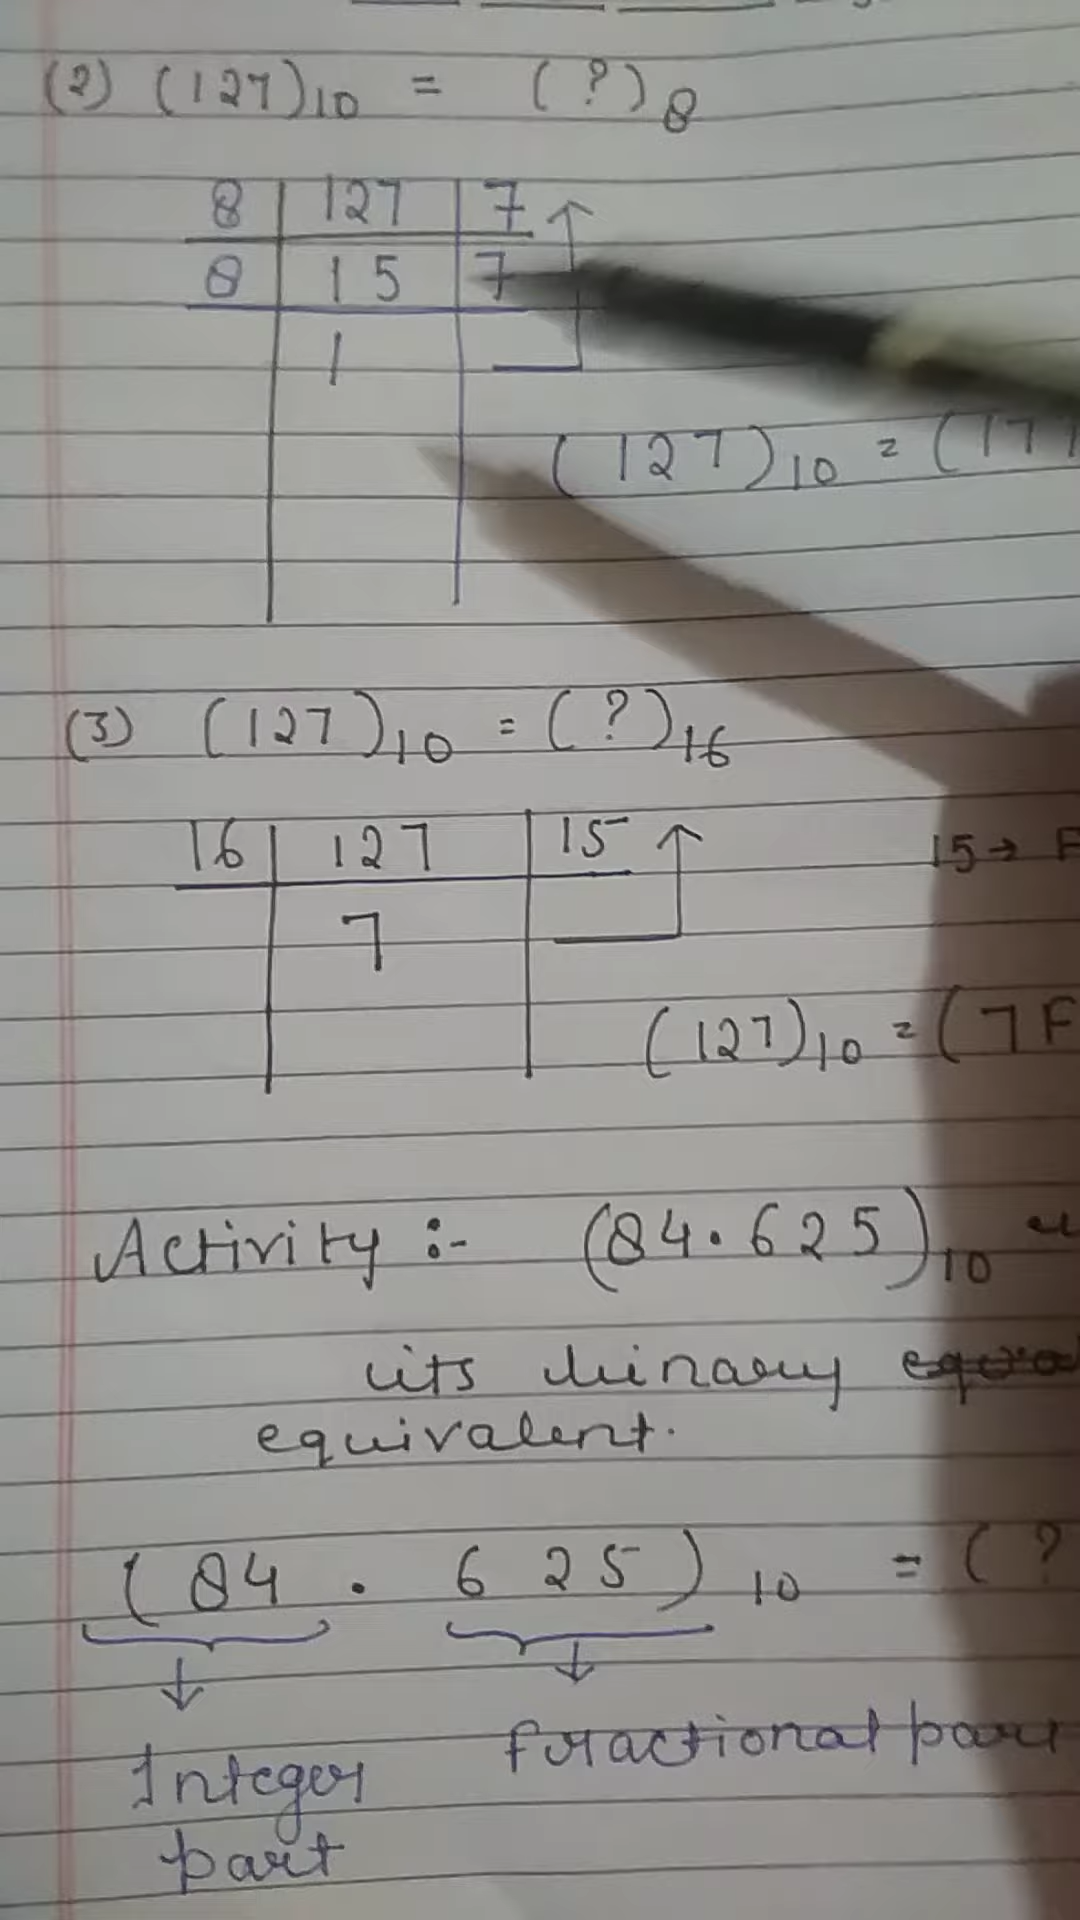 (2) (127)10 = (?)8
8 127 7
8 15 7
1
(127)10 = (177
(3) (127)10 = (?)16
16 127 15
15→ F
7
(127)10 = (7F
Activity :- (84.625)10
its binary
equivalent.
(84 . 625)10 = (?
Integer
part
fractional part